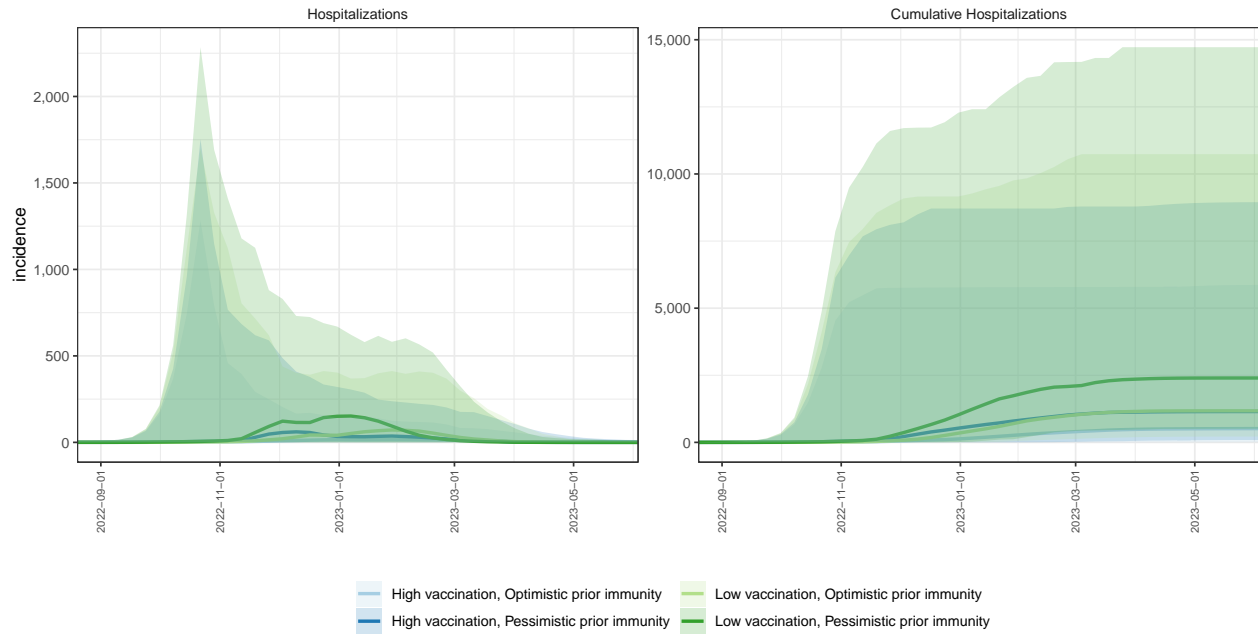 Hospitalizations
Cumulative Hospitalizations
incidence
2,000
1,500
1,000
500
0
15,000
10,000
5,000
0
2022−09−01
2022−11−01
2023−01−01
2023−03−01
2023−05−01
2022−09−01
2022−11−01
2023−01−01
2023−03−01
2023−05−01
High vaccination, Optimistic prior immunity
Low vaccination, Optimistic prior immunity
High vaccination, Pessimistic prior immunity
Low vaccination, Pessimistic prior immunity